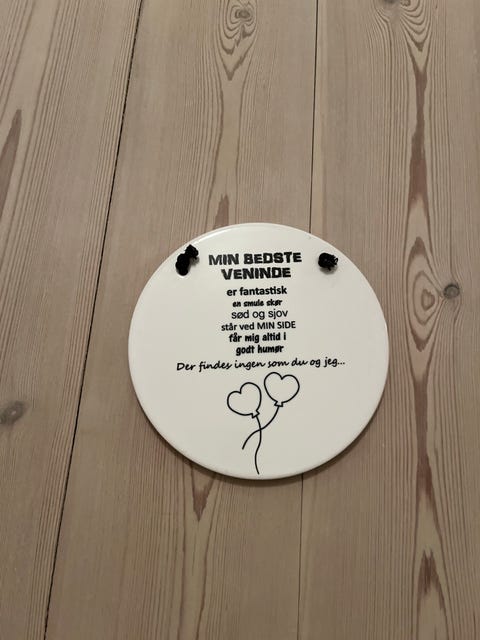 MIN BEDSTE
VENINDE
er fantastisk
en smule skør
sød og sjov
står ved MIN SIDE
får mig altid i
godt humør
Der findes ingen som du og jeg...